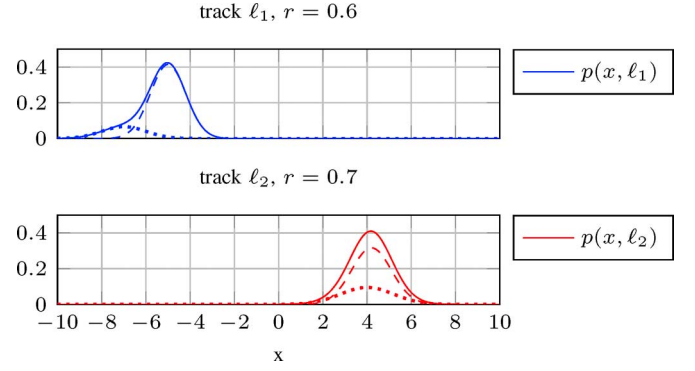 track ℓ₁, r = 0.6
0.4
0.2
0
p(x, ℓ₁)
track ℓ₂, r = 0.7
0.4
0.2
0
p(x, ℓ₂)
−10 −8 −6 −4 −2 0 2 4 6 8 10
x